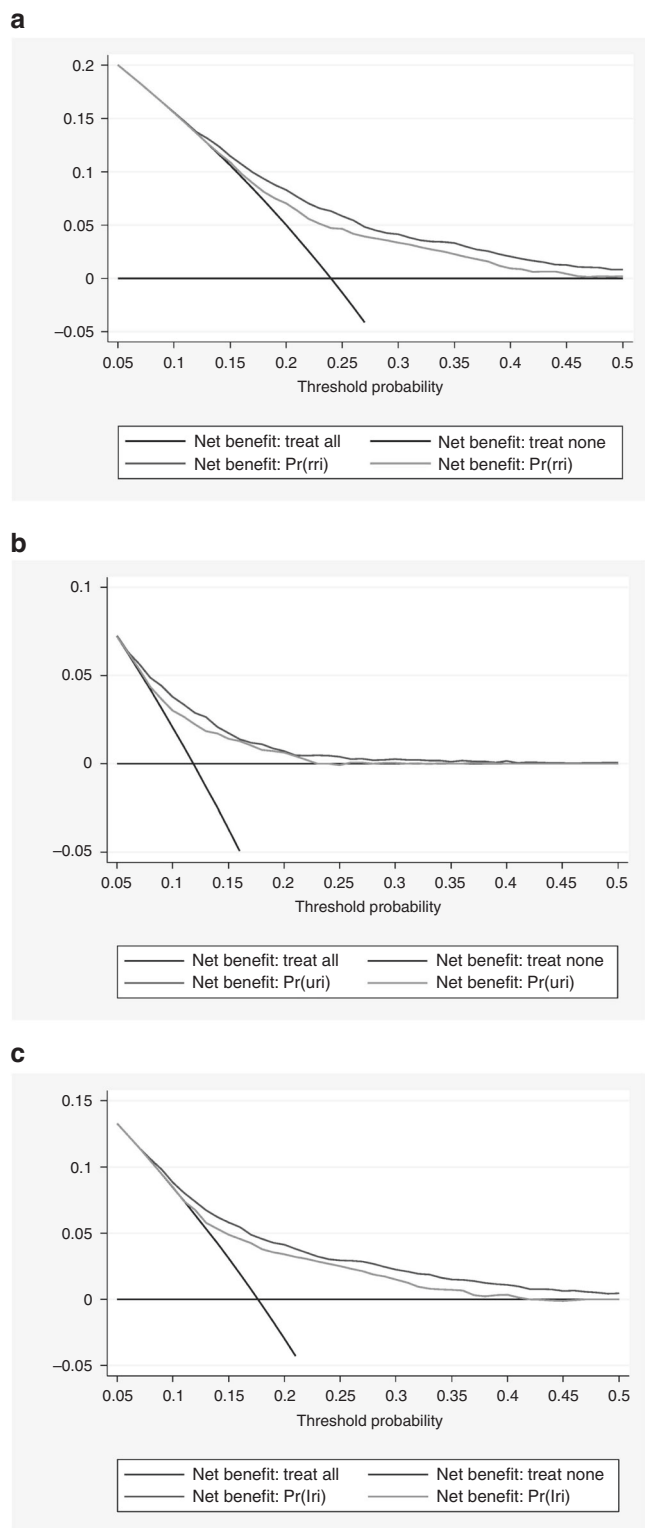 a
0.2
0.15
0.1
0.05
0
–0.05
0.05 0.1 0.15 0.2 0.25 0.3 0.35 0.4 0.45 0.5
Threshold probability
Net benefit: treat all Net benefit: treat none
Net benefit: Pr(rri) Net benefit: Pr(rri)
b
0.1
0.05
0
–0.05
0.05 0.1 0.15 0.2 0.25 0.3 0.35 0.4 0.45 0.5
Threshold probability
Net benefit: treat all Net benefit: treat none
Net benefit: Pr(uri) Net benefit: Pr(uri)
c
0.15
0.1
0.05
0
–0.05
0.05 0.1 0.15 0.2 0.25 0.3 0.35 0.4 0.45 0.5
Threshold probability
Net benefit: treat all Net benefit: treat none
Net benefit: Pr(lri) Net benefit: Pr(lri)